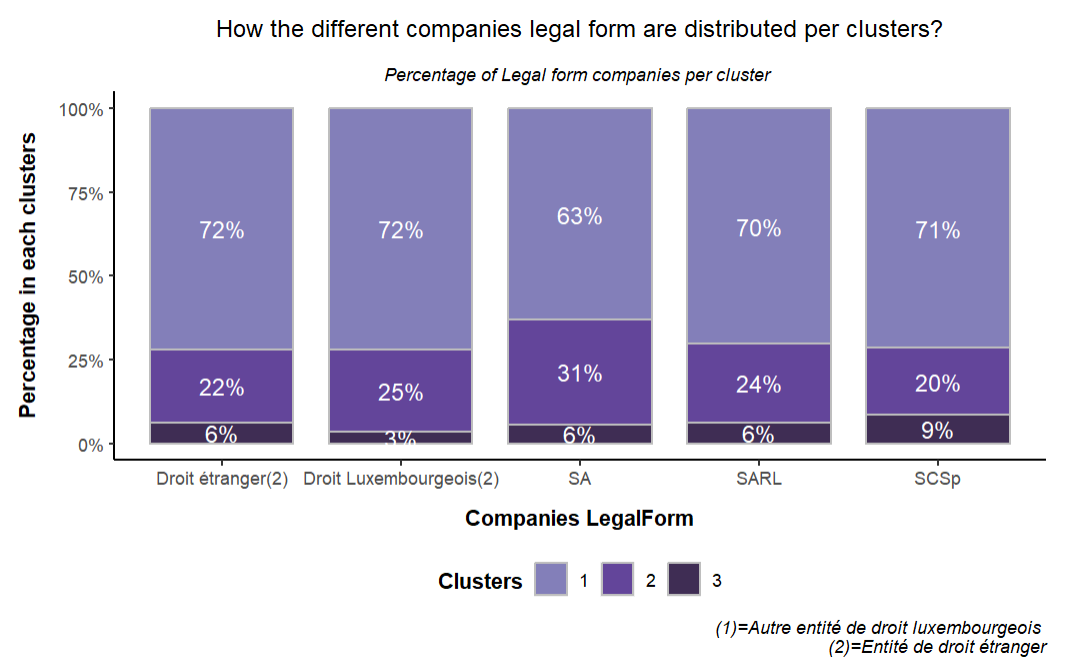 How the different companies legal form are distributed per clusters?
Percentage of Legal form companies per cluster
Percentage in each clusters
100%
75%
50%
25%
0%
72%
72%
63%
70%
71%
22%
25%
31%
24%
20%
6%
3%
6%
6%
9%
Droit étranger(2)
Droit Luxembourgeois(2)
SA
SARL
SCSp
Companies LegalForm
Clusters 1 2 3
(1)=Autre entité de droit luxembourgeois
(2)=Entité de droit étranger